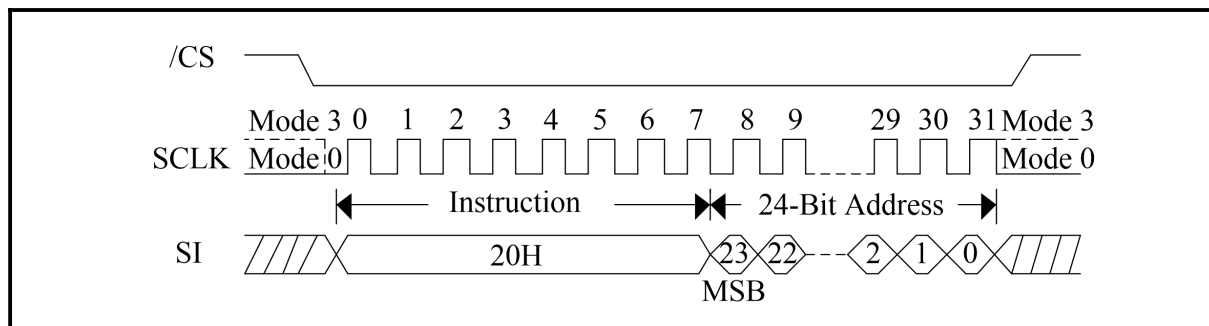 /CS
Mode 3 0 1 2 3 4 5 6 7 8 9 29 30 31 Mode 3
SCLK Mode 0 Mode 0
Instruction 24-Bit Address
SI 20H 23 22 2 1 0
MSB